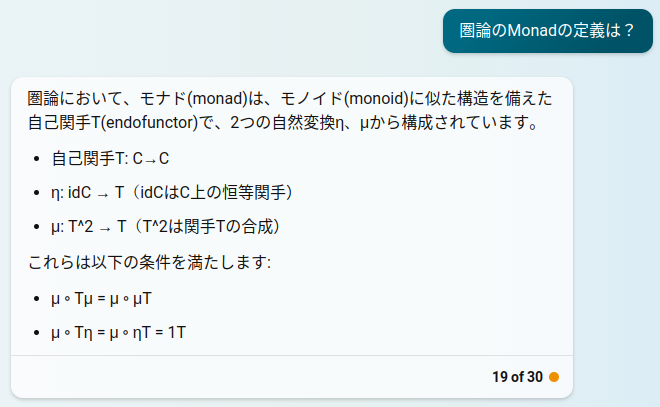 圏論のMonadの定義は？
圏論において、モナド(monad)は、モノイド(monoid)に似た構造を備えた
自己関手T(endofunctor)で、2つの自然変換η、μから構成されています。
• 自己関手T: C→C
• η: idC → T（idCはC上の恒等関手）
• μ: T^2 → T（T^2は関手Tの合成）
これらは以下の条件を満たします:
• μ ∘ Tμ = μ ∘ μT
• μ ∘ Tη = μ ∘ ηT = 1T
19 of 30